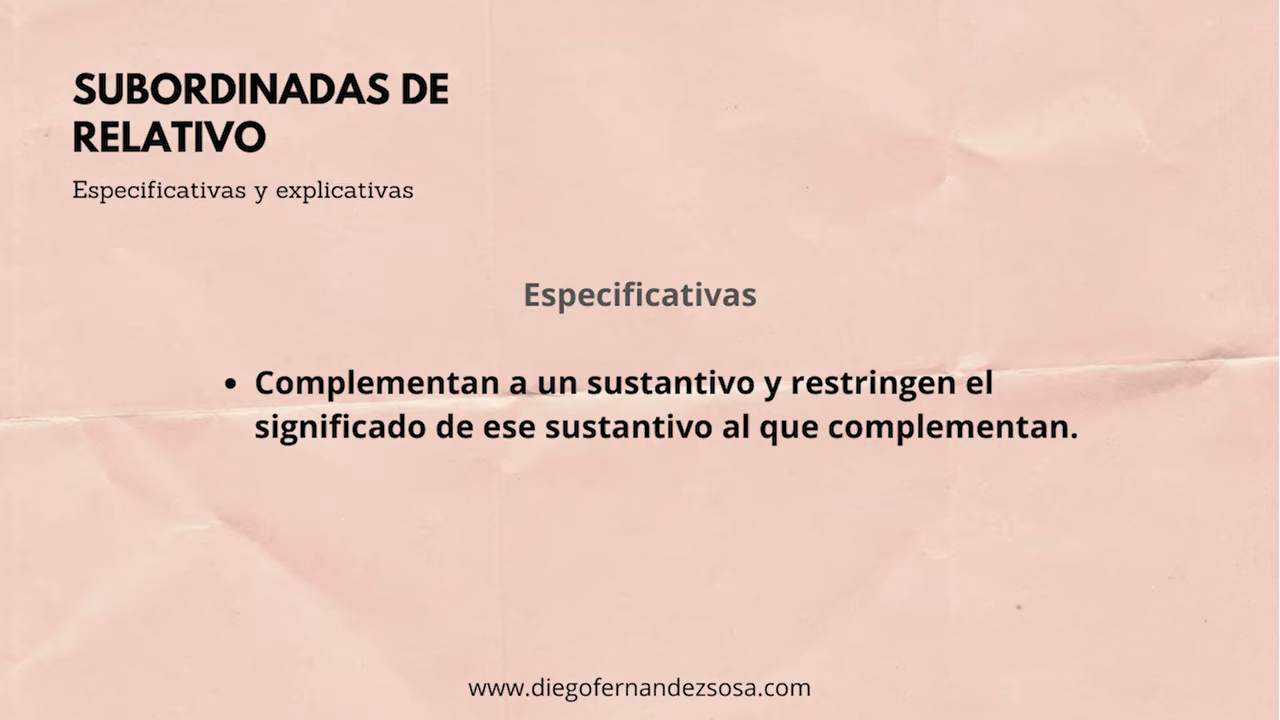 SUBORDINADAS DE
RELATIVO
Especificativas y explicativas
Especificativas
• Complementan a un sustantivo y restringen el
significado de ese sustantivo al que complementan.
www.diegofernandezsosa.com